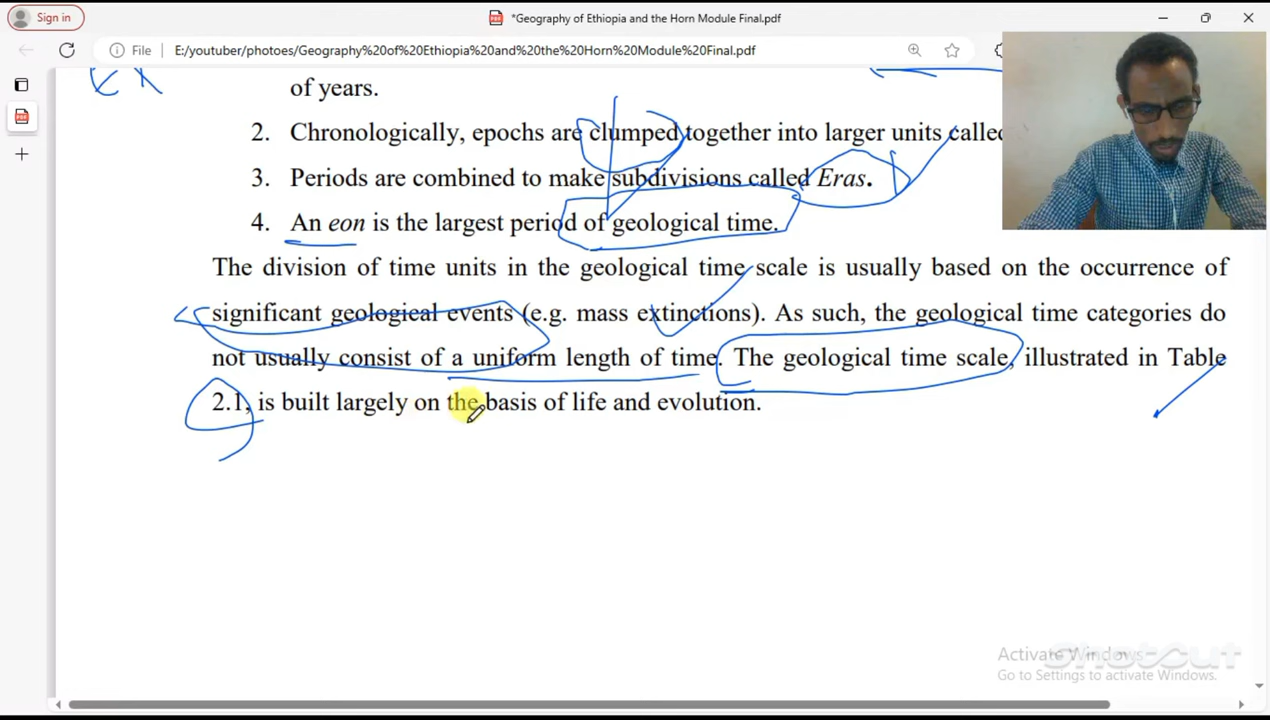 Sign in
*Geography of Ethiopia and the Horn Module Final.pdf
File E:/youtuber/photoes/Geography%20of%20Ethiopia%20and%20the%20Horn%20Module%20Final.pdf
Ex
of years.
2. Chronologically, epochs are clumped together into larger units called
3. Periods are combined to make subdivisions called Eras.
4. An eon is the largest period of geological time.
The division of time units in the geological time scale is usually based on the occurrence of
significant geological events (e.g. mass extinctions). As such, the geological time categories do
not usually consist of a uniform length of time. The geological time scale, illustrated in Table
2.1, is built largely on the basis of life and evolution.
Activate Windows
Shotcut
Go to Settings to activate Windows.